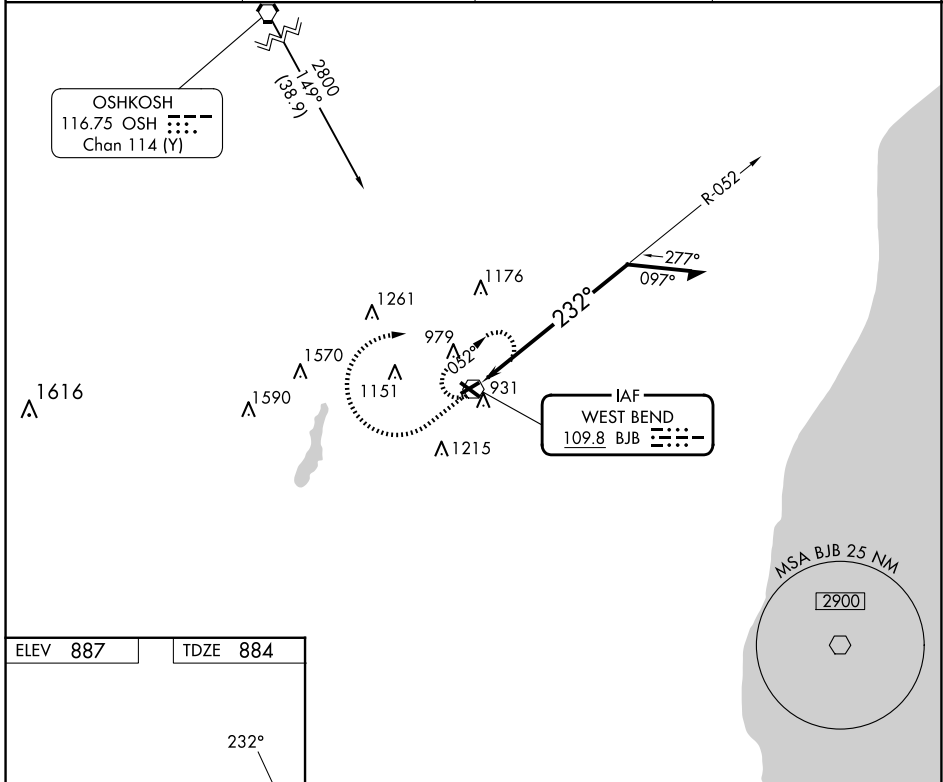 2800
149°
(38.9)
OSHKOSH
116.75 OSH
Chan 114 (Y)
R-052
277°
097°
232°
1176
1261
979
052°
1570
1151
931
1616
1590
IAF
WEST BEND
109.8 BJB
1215
MSA BJB 25 NM
2900
ELEV 887
TDZE 884
232°